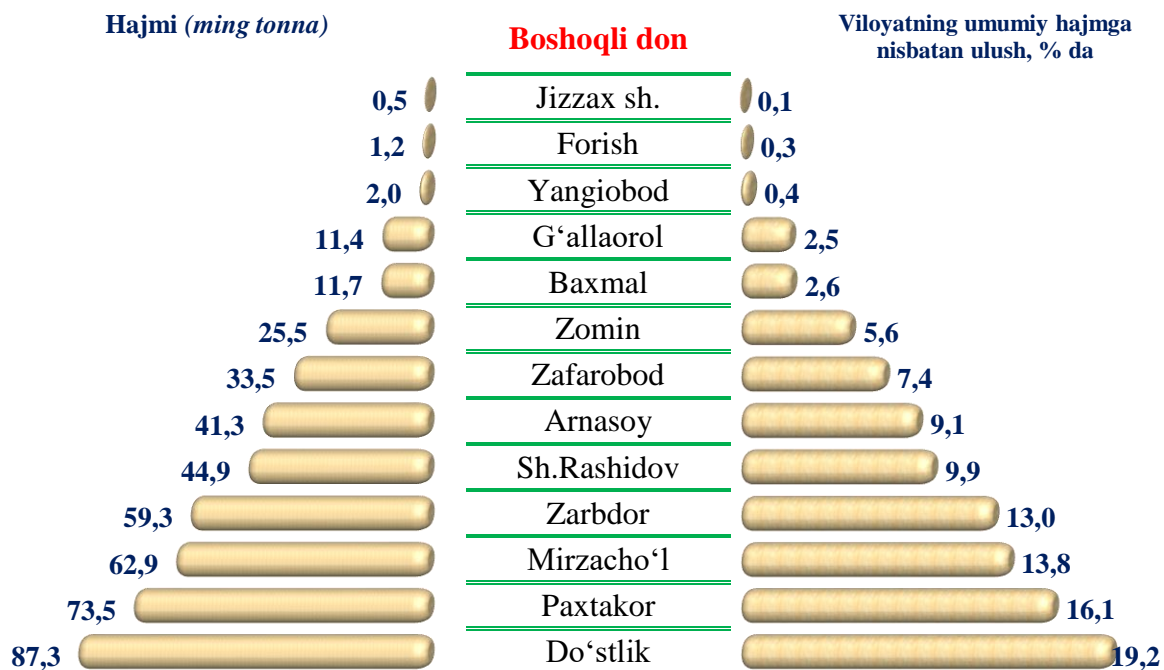 Hajmi (ming tonna)
Boshoqli don
Viloyatning umumiy hajmga
nisbatan ulush, % da
0,5 Jizzax sh. 0,1
1,2 Forish 0,3
2,0 Yangiobod 0,4
11,4 G‘allaorol 2,5
11,7 Baxmal 2,6
25,5 Zomin 5,6
33,5 Zafarobod 7,4
41,3 Arnasoy 9,1
44,9 Sh.Rashidov 9,9
59,3 Zarbdor 13,0
62,9 Mirzacho‘l 13,8
73,5 Paxtakor 16,1
87,3 Do‘stlik 19,2